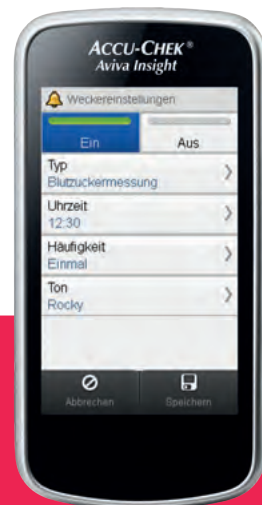 ACCU-CHEK®
Aviva Insight
Weckereinstellungen
Ein Aus
Typ
Blutzuckermessung
Uhrzeit
12:30
Häufigkeit
Einmal
Ton
Rocky
Abbrechen Speichern